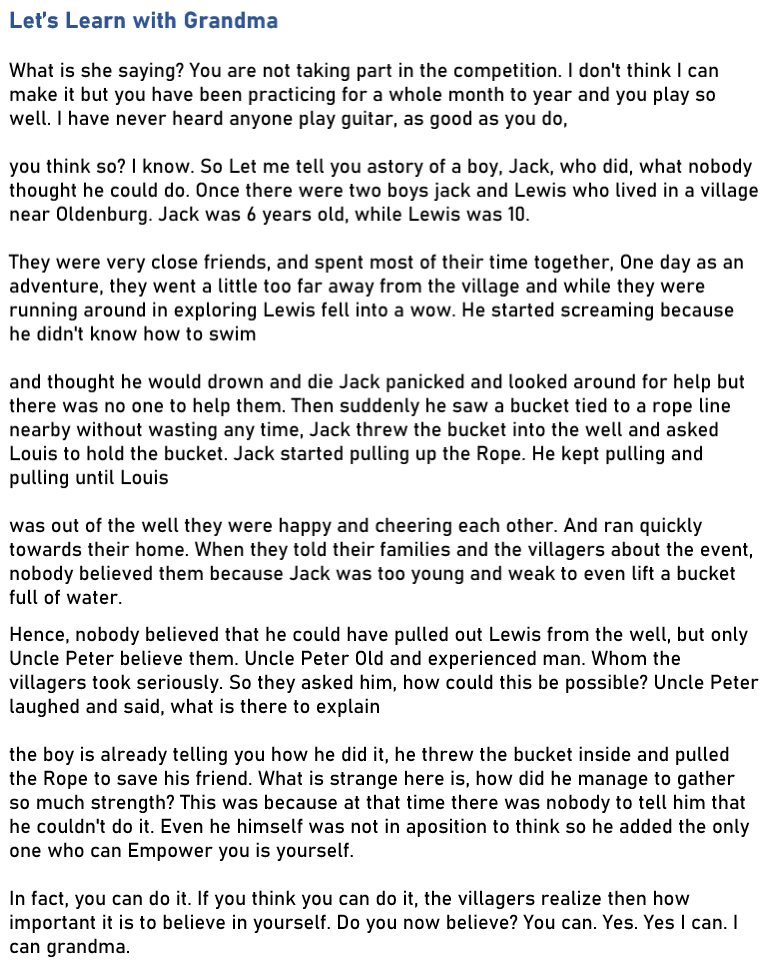 Let's Learn with Grandma
What is she saying? You are not taking part in the competition. I don't think I can
make it but you have been practicing for a whole month to year and you play so
well. I have never heard anyone play guitar, as good as you do,
you think so? I know. So Let me tell you astory of a boy, Jack, who did, what nobody
thought he could do. Once there were two boys jack and Lewis who lived in a village
near Oldenburg. Jack was 6 years old, while Lewis was 10.
They were very close friends, and spent most of their time together, One day as an
adventure, they went a little too far away from the village and while they were
running around in exploring Lewis fell into a wow. He started screaming because
he didn't know how to swim
and thought he would drown and die Jack panicked and looked around for help but
there was no one to help them. Then suddenly he saw a bucket tied to a rope line
nearby without wasting any time, Jack threw the bucket into the well and asked
Louis to hold the bucket. Jack started pulling up the Rope. He kept pulling and
pulling until Louis
was out of the well they were happy and cheering each other. And ran quickly
towards their home. When they told their families and the villagers about the event,
nobody believed them because Jack was too young and weak to even lift a bucket
full of water.
Hence, nobody believed that he could have pulled out Lewis from the well, but only
Uncle Peter believe them. Uncle Peter Old and experienced man. Whom the
villagers took seriously. So they asked him, how could this be possible? Uncle Peter
laughed and said, what is there to explain
the boy is already telling you how he did it, he threw the bucket inside and pulled
the Rope to save his friend. What is strange here is, how did he manage to gather
so much strength? This was because at that time there was nobody to tell him that
he couldn't do it. Even he himself was not in aposition to think so he added the only
one who can Empower you is yourself.
In fact, you can do it. If you think you can do it, the villagers realize then how
important it is to believe in yourself. Do you now believe? You can. Yes. Yes I can. I
can grandma.